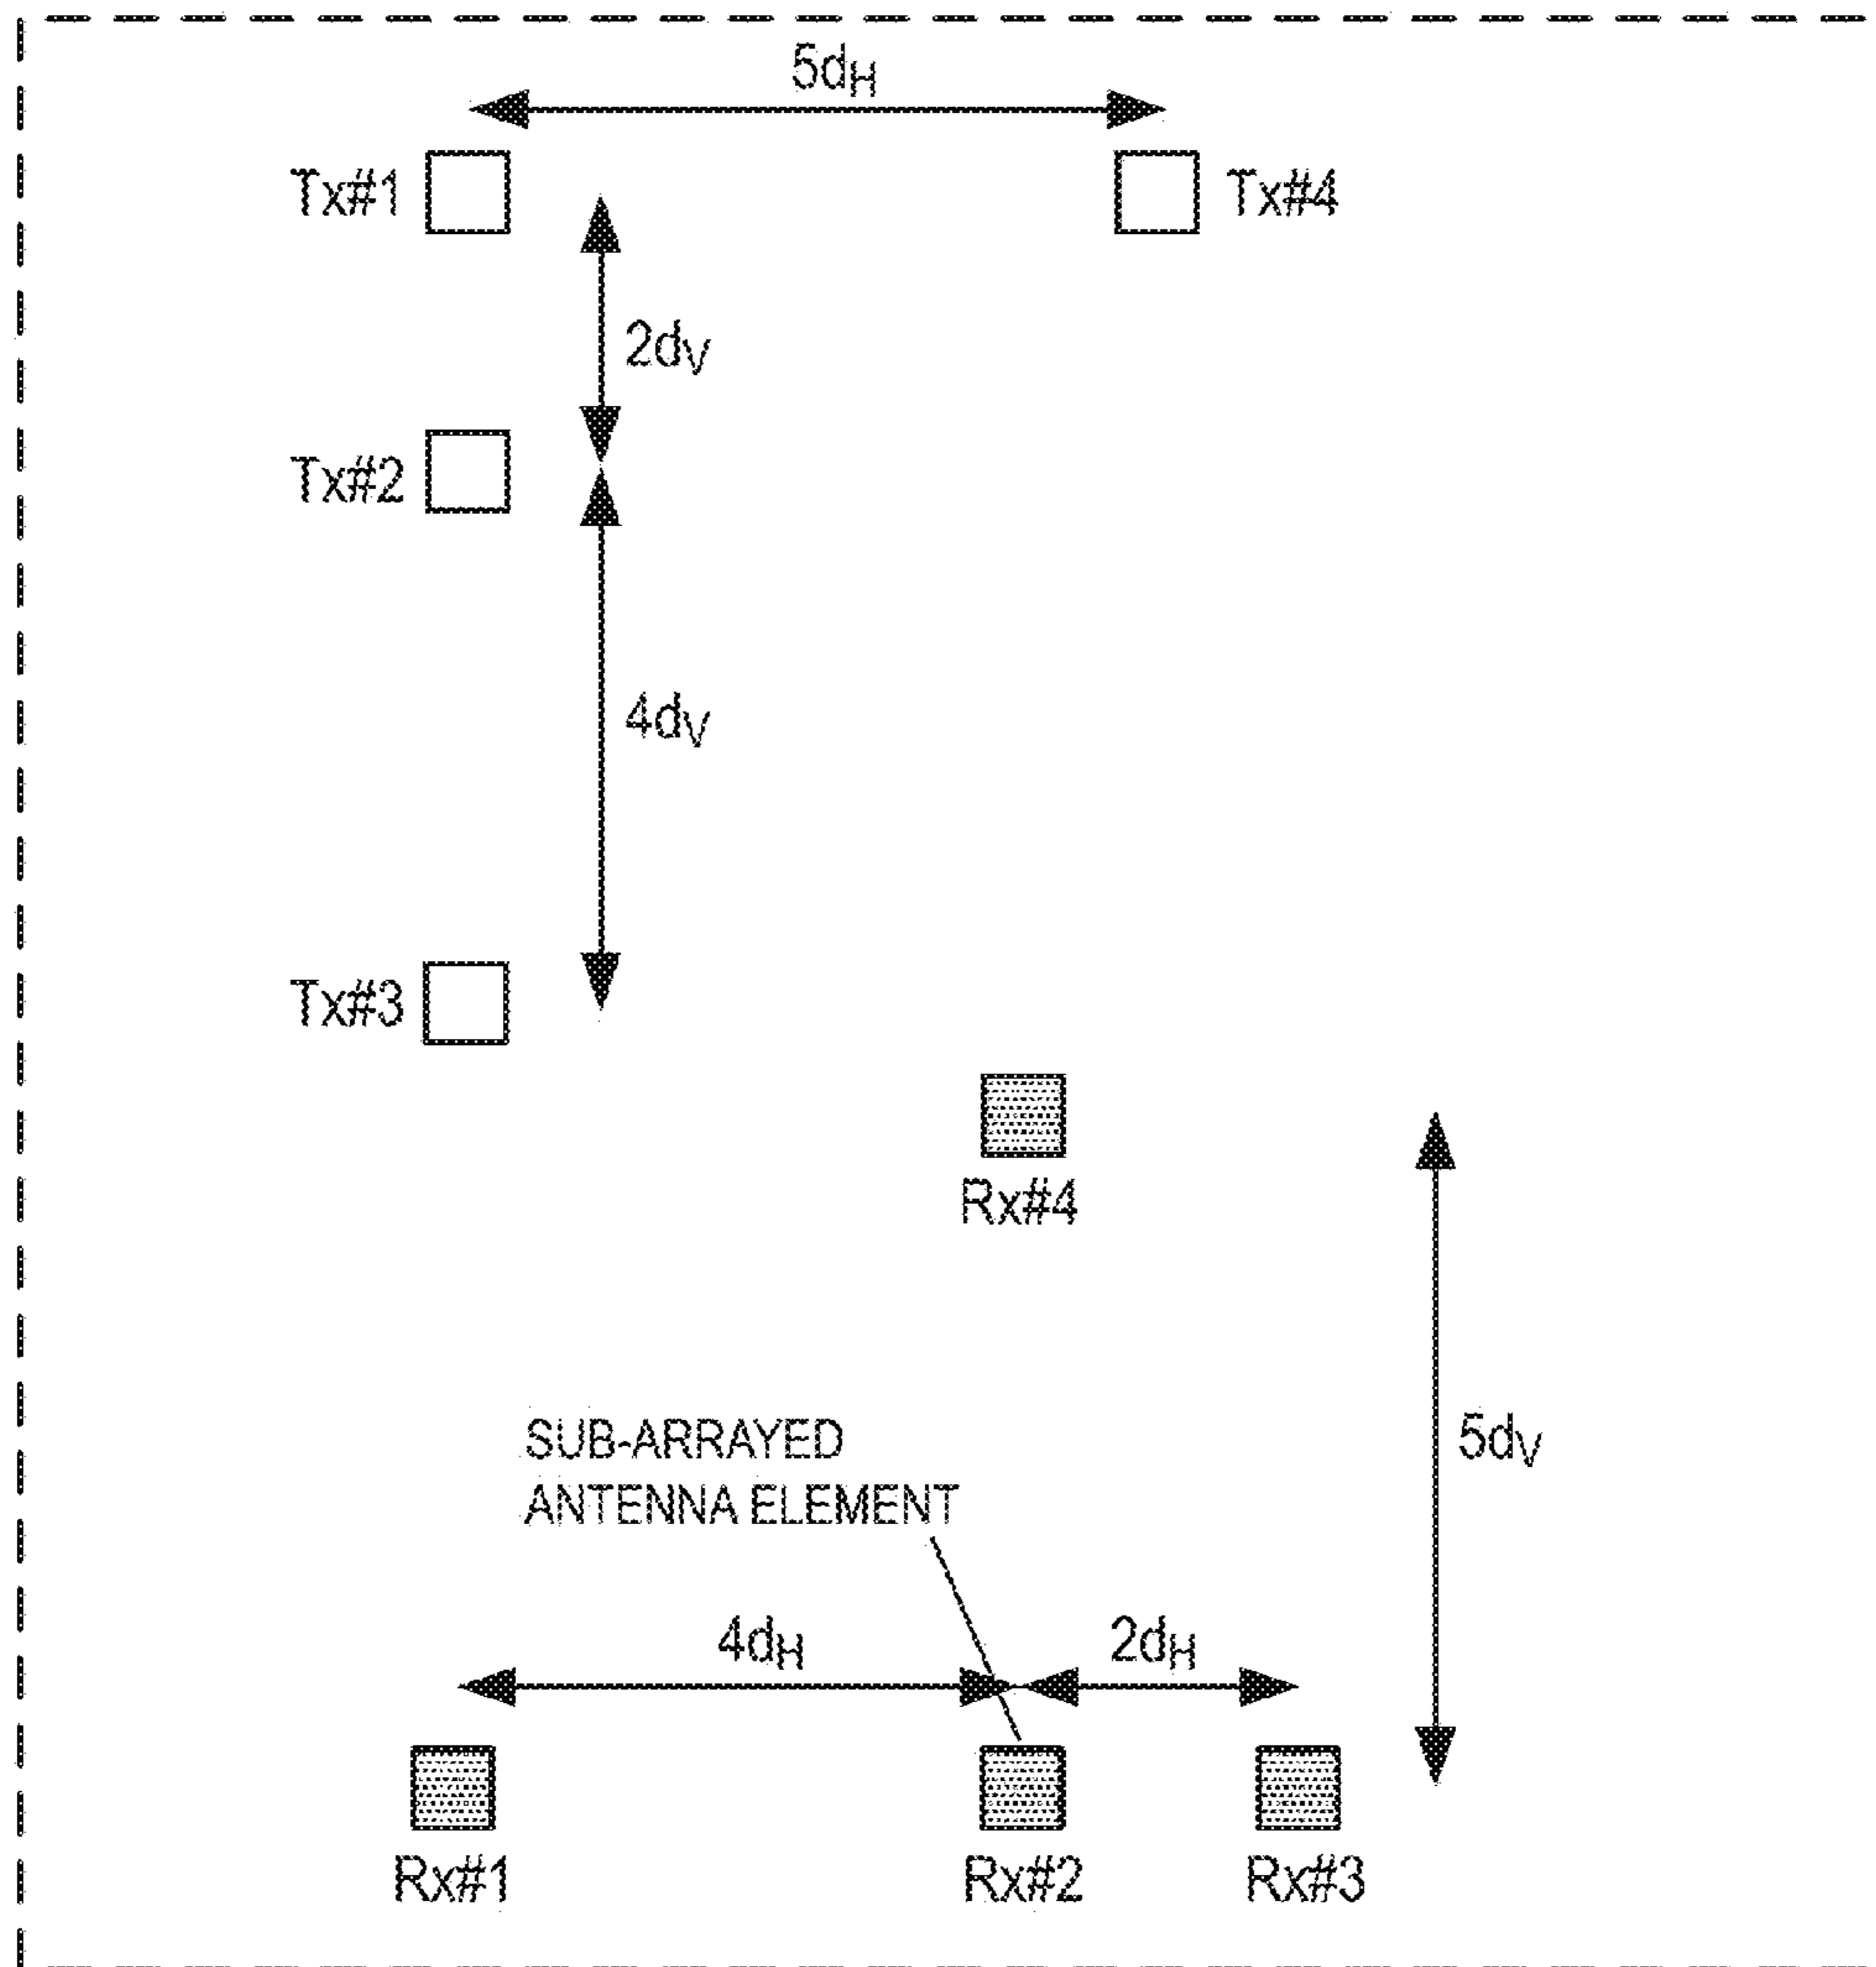 5dH
Tx#1
Tx#4
2dV
Tx#2
4dV
Tx#3
Rx#4
5dV
SUB-ARRAYED
ANTENNA ELEMENT
4dH
2dH
Rx#1
Rx#2
Rx#3